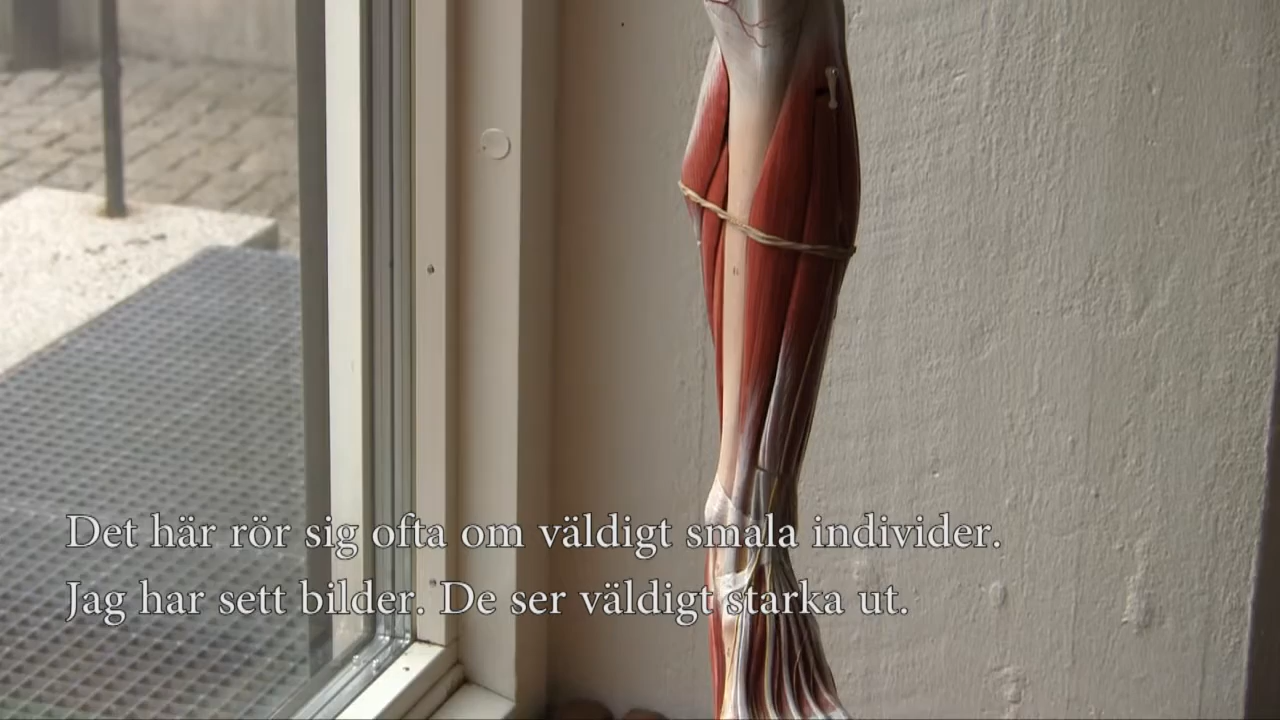 Det här rör sig ofta om väldigt smala individer.
Jag har sett bilder. De ser väldigt starka ut.